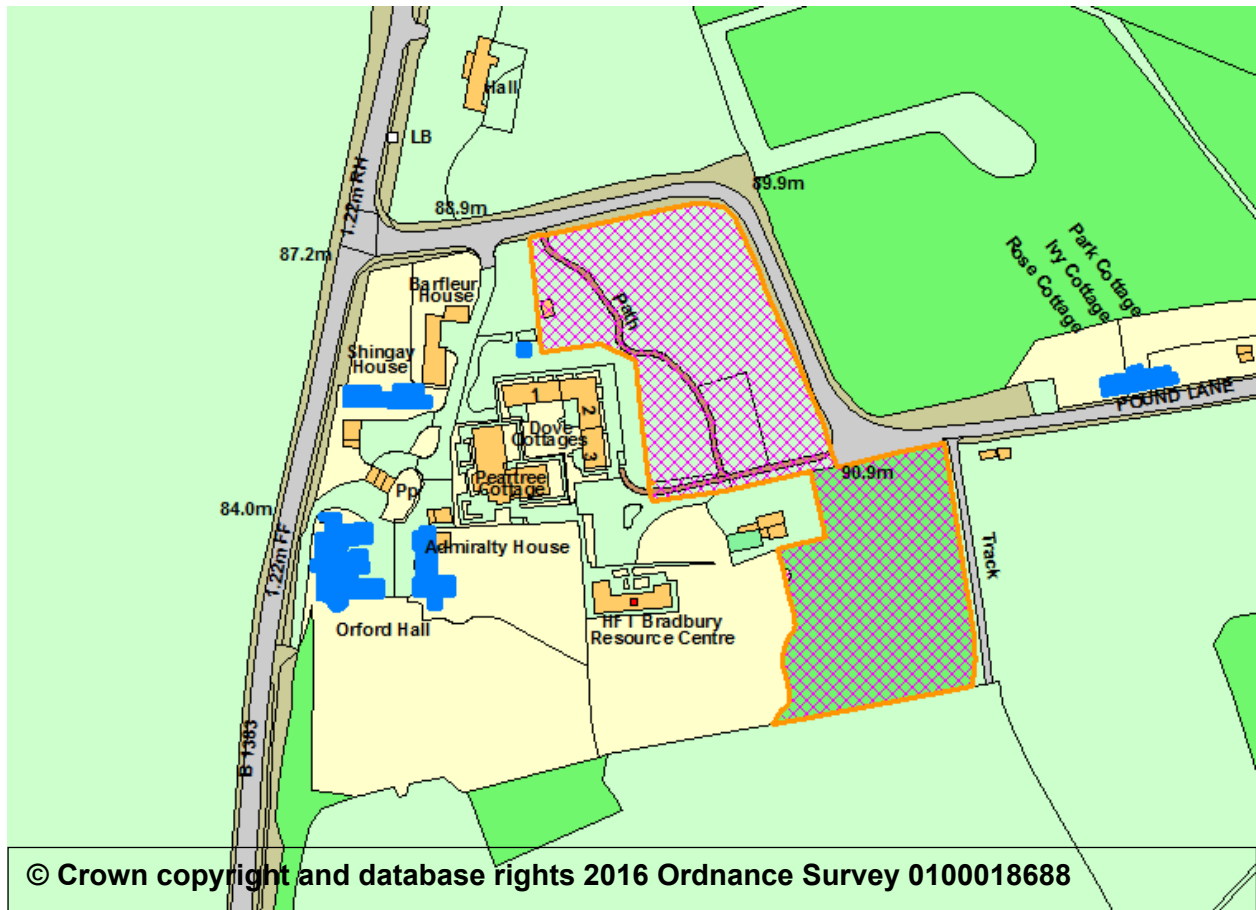 Hall
LB
1.22m RH
89.9m
88.9m
87.2m
Park Cottage
Ivy Cottage
Rose Cottage
Barfleur
House
Path
Shingay
House
POUND LANE
1
2
Dove
Cottages
3
Peartree
Cottage
90.9m
Pp
84.0m
Admiralty House
Track
1.22m FF
HFT Bradbury
Resource Centre
Orford Hall
B 1383
© Crown copyright and database rights 2016 Ordnance Survey 0100018688